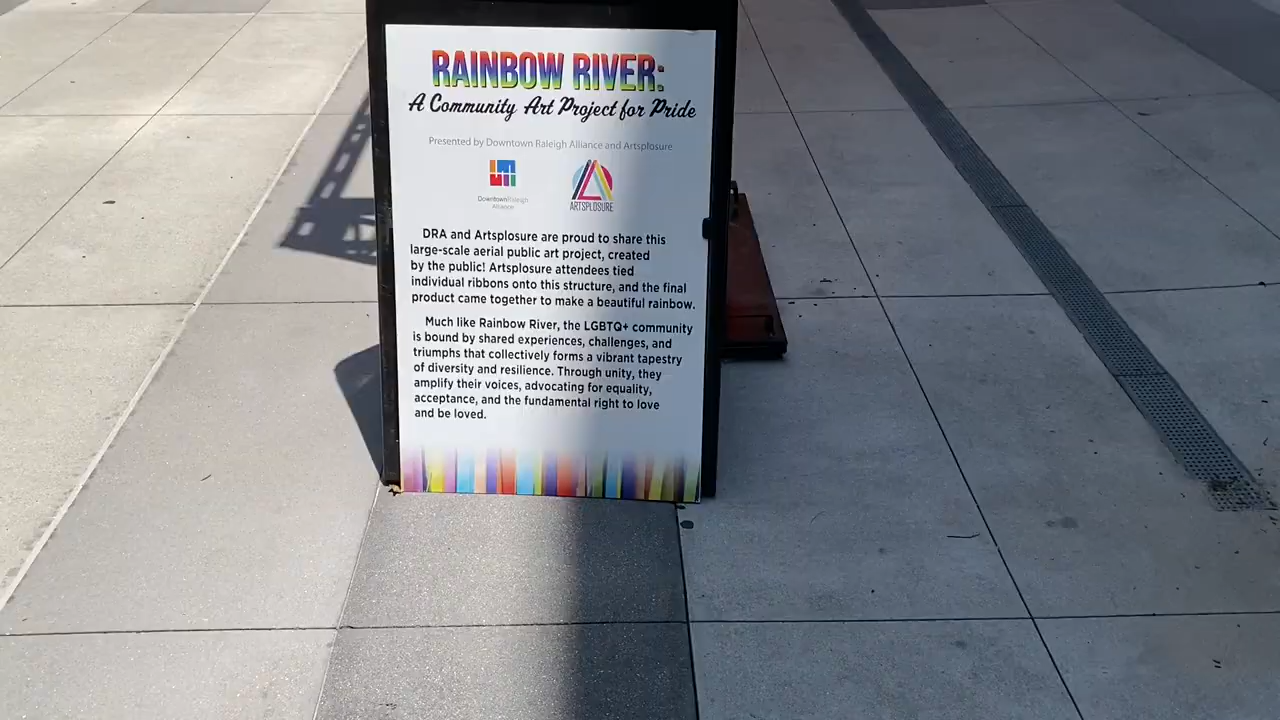 RAINBOW RIVER:
A Community Art Project for Pride
Presented by Downtown Raleigh Alliance and Artsplosure
DowntownRaleigh
Alliance
ARTSPLOSURE
DRA and Artsplosure are proud to share this
large-scale aerial public art project, created
by the public! Artsplosure attendees tied
individual ribbons onto this structure, and the final
product came together to make a beautiful rainbow.
Much like Rainbow River, the LGBTQ+ community
is bound by shared experiences, challenges, and
triumphs that collectively forms a vibrant tapestry
of diversity and resilience. Through unity, they
amplify their voices, advocating for equality,
acceptance, and the fundamental right to love
and be loved.